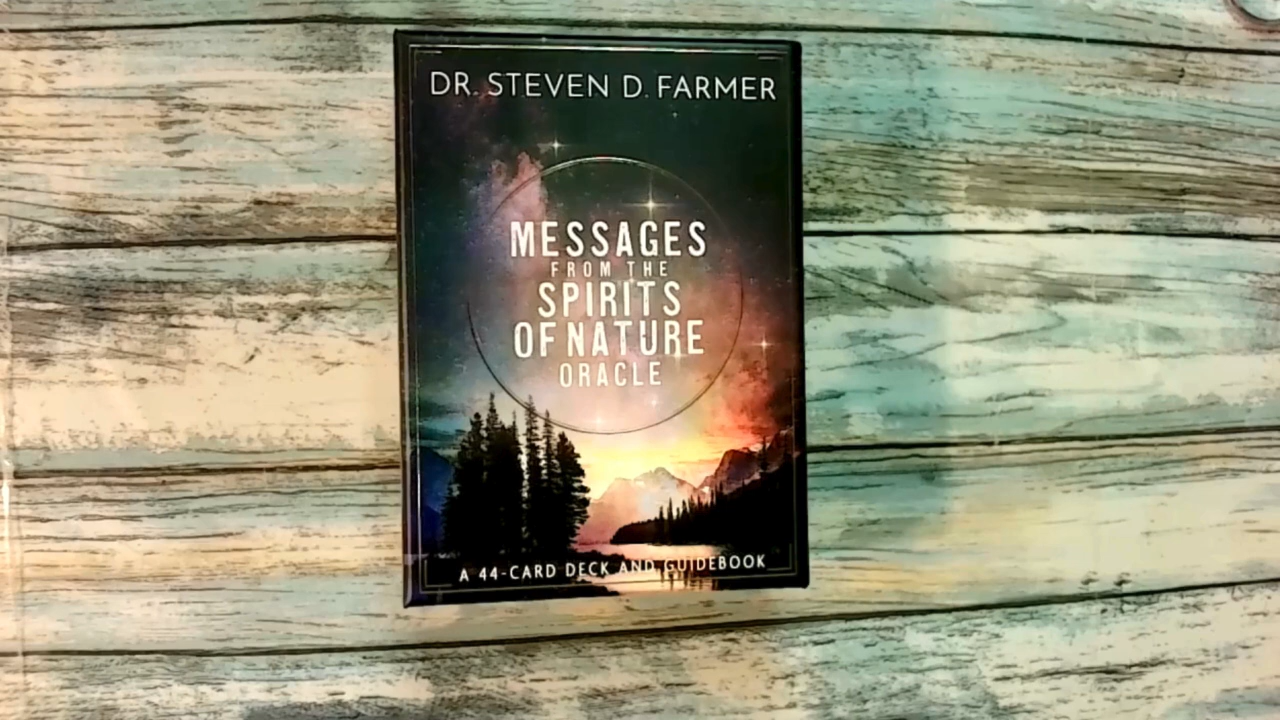 DR. STEVEN D. FARMER
MESSAGES
FROM THE
SPIRITS
OF NATURE
ORACLE
A 44-CARD DECK AND GUIDEBOOK